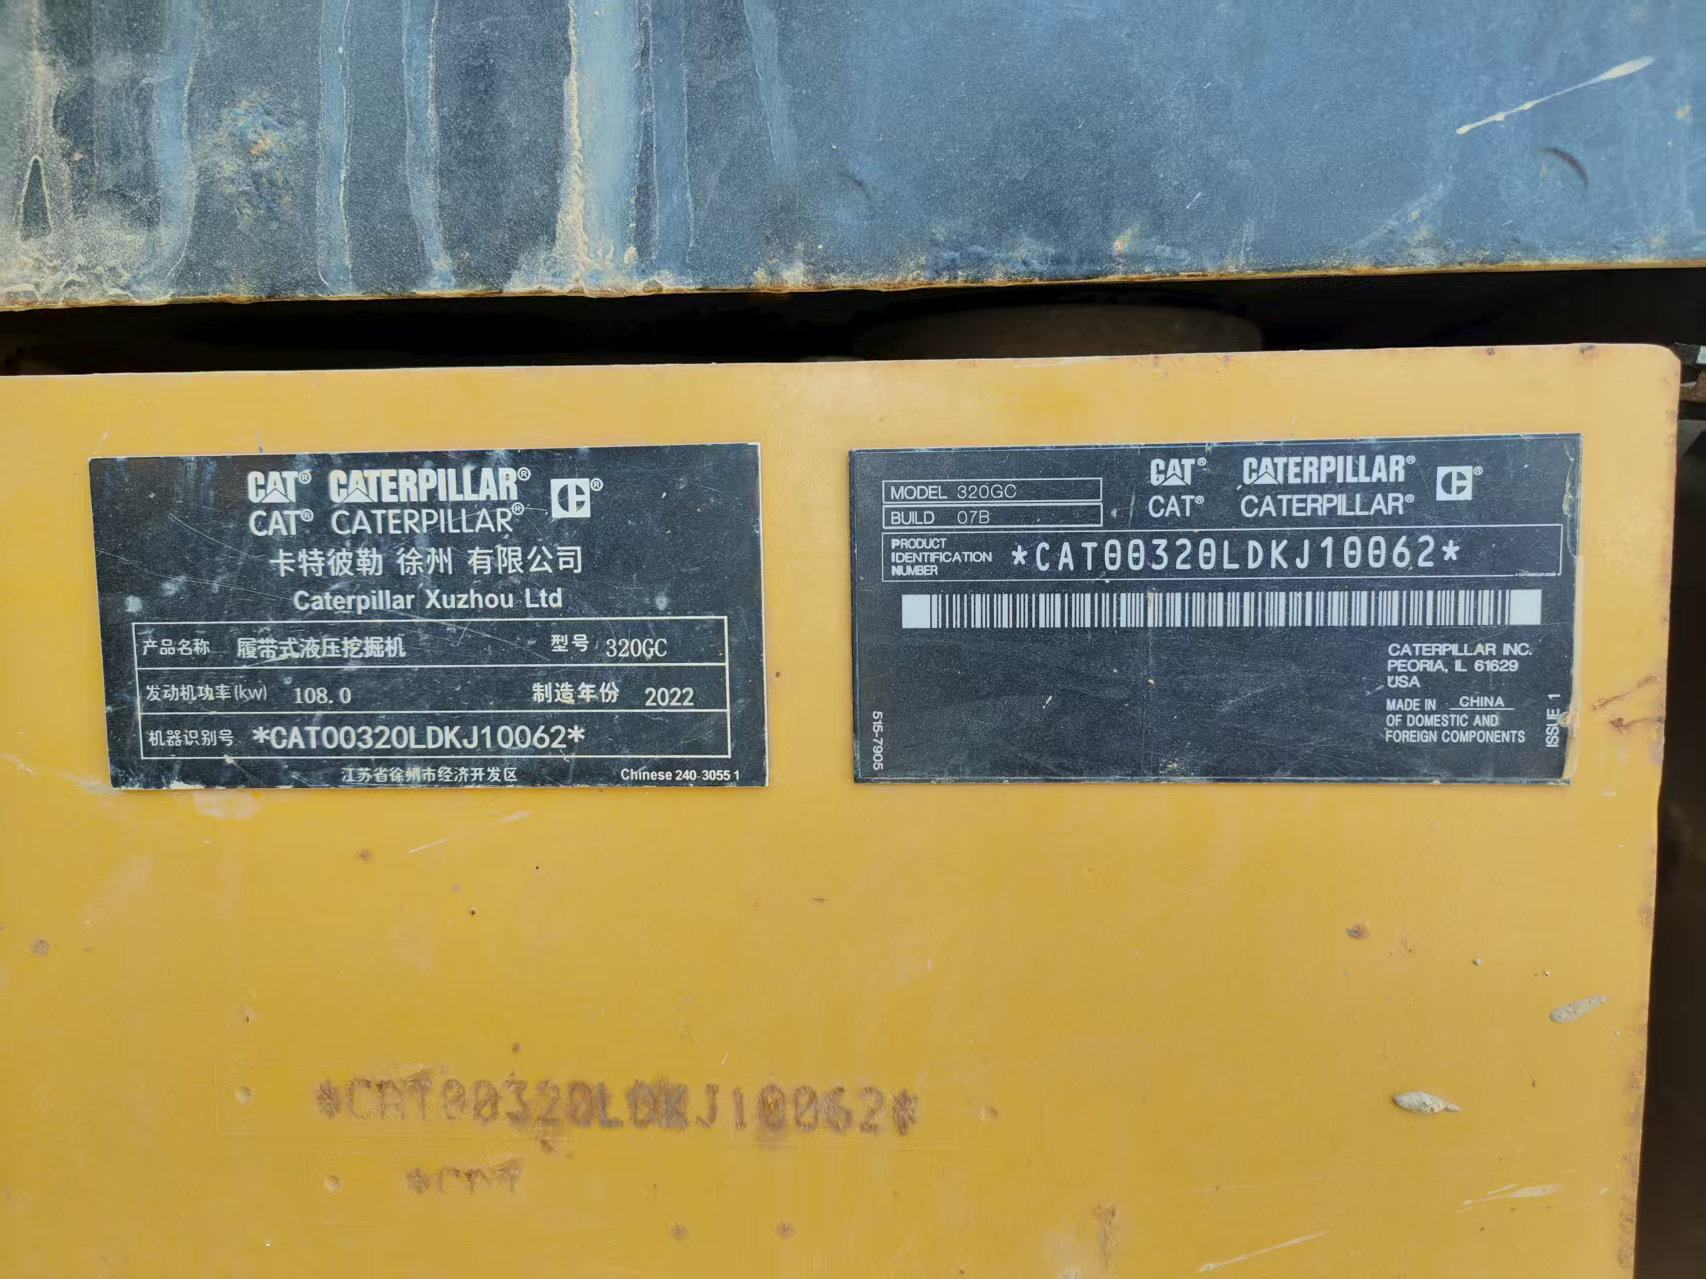 CAT® CATERPILLAR®
CAT® CATERPILLAR®
卡特彼勒 徐州 有限公司
Caterpillar Xuzhou Ltd
产品名称 履带式液压挖掘机 型号 320GC
发动机功率(kw) 108.0 制造年份 2022
机器识别号 *CAT00320LDKJ10062*
江苏省徐州市经济开发区 Chinese 240-3055 1
CAT® CATERPILLAR®
CAT® CATERPILLAR®
MODEL 320GC
BUILD 07B
PRODUCT IDENTIFICATION NUMBER *CAT00320LDKJ10062*
CATERPILLAR INC.
PEORIA, IL 61629
USA
MADE IN CHINA
OF DOMESTIC AND
FOREIGN COMPONENTS
515-7905
ISSUE 1
*CAT00320LDKJ10062*
*CAT